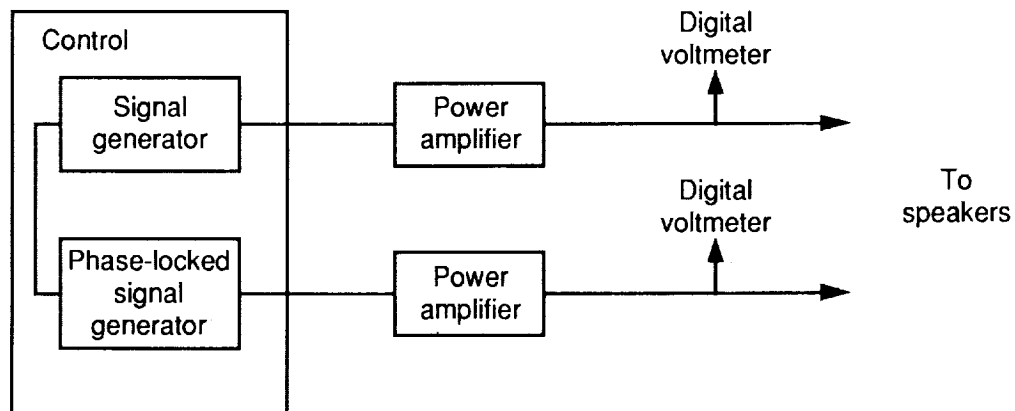 Control
Signal
generator
Power
amplifier
Digital
voltmeter
Phase-locked
signal
generator
Power
amplifier
Digital
voltmeter
To
speakers